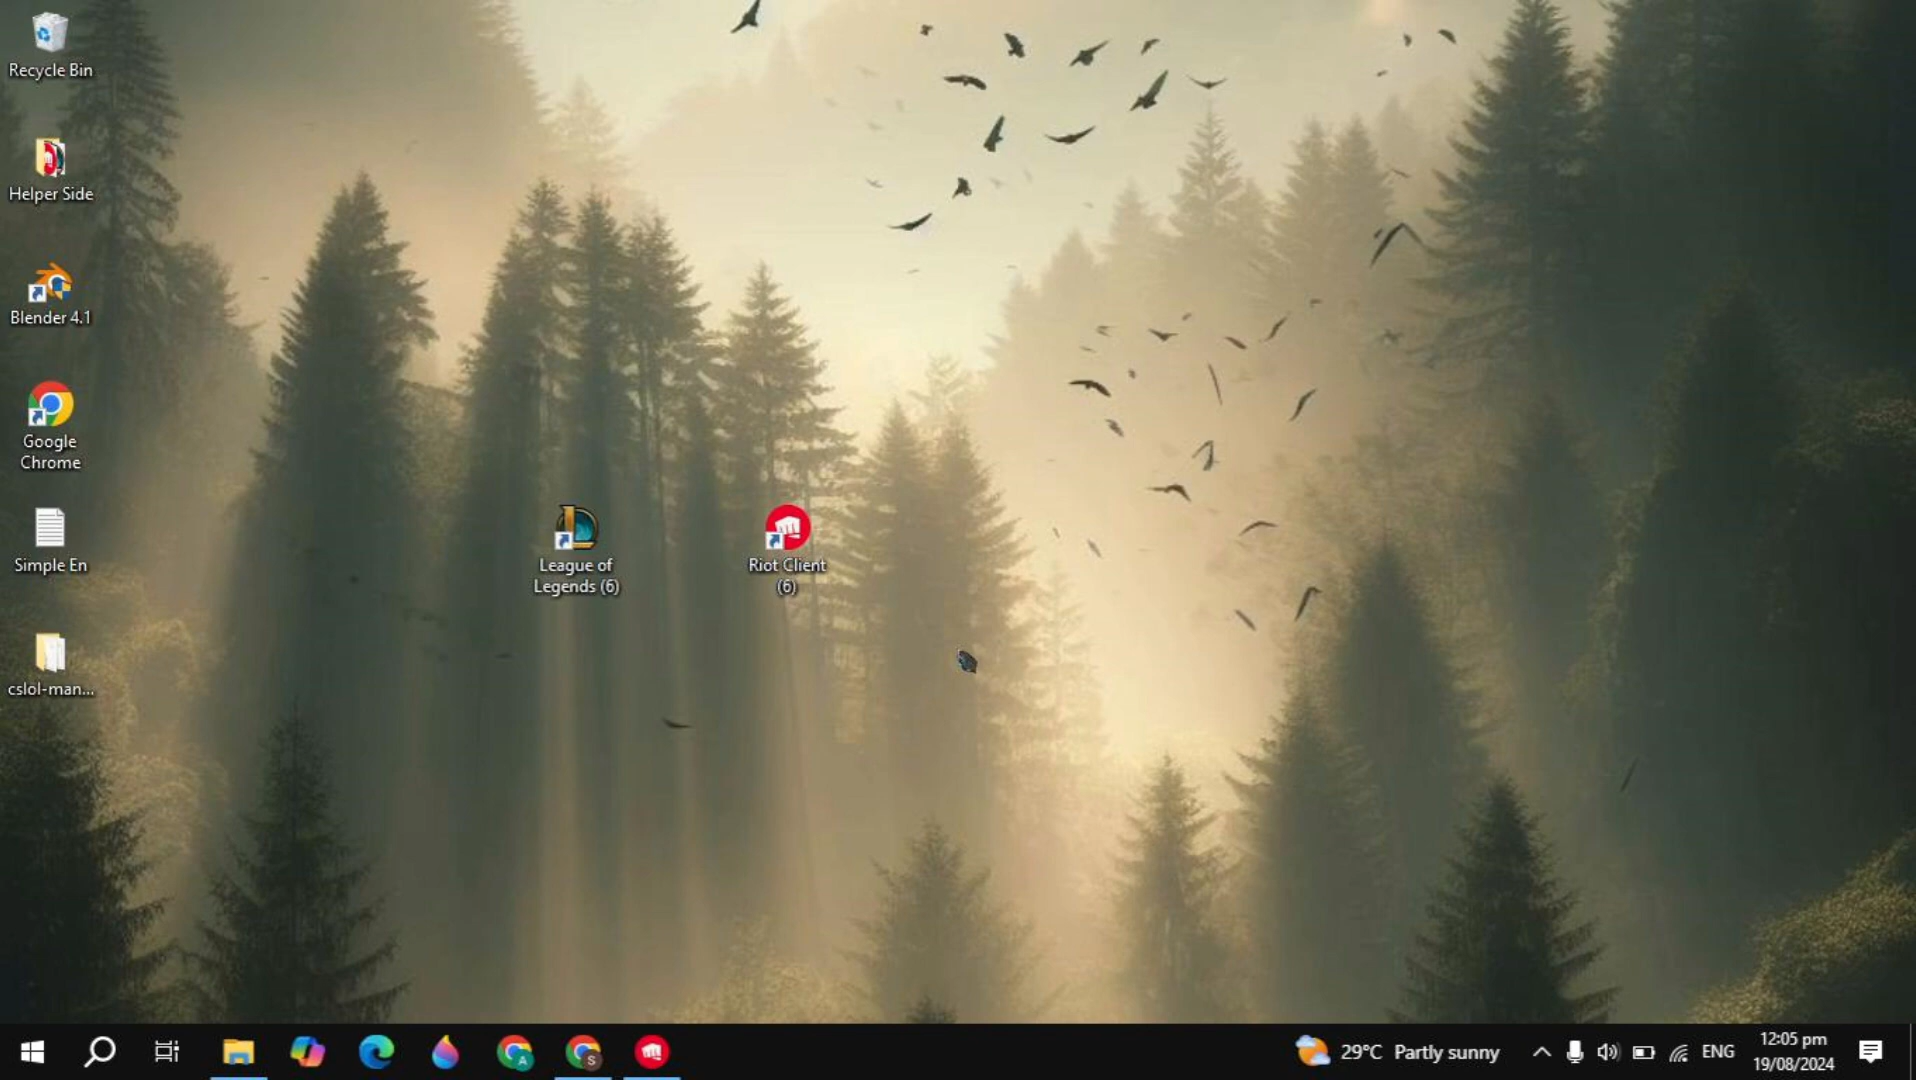 Recycle Bin
Helper Side
Blender 4.1
Google
Chrome
Simple En
cslol-man...
League of
Legends (6)
Riot Client
(6)
A
S
29°C Partly sunny
ENG
12:05 pm
19/08/2024